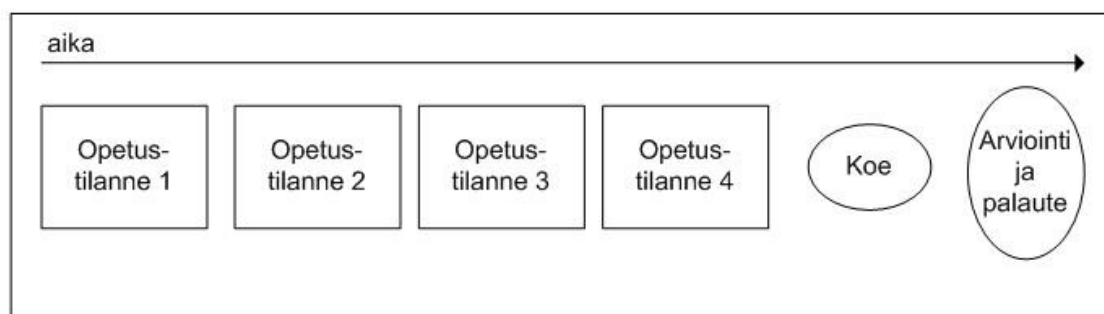 aika
Opetus-
tilanne 1
Opetus-
tilanne 2
Opetus-
tilanne 3
Opetus-
tilanne 4
Koe
Arviointi
ja
palaute